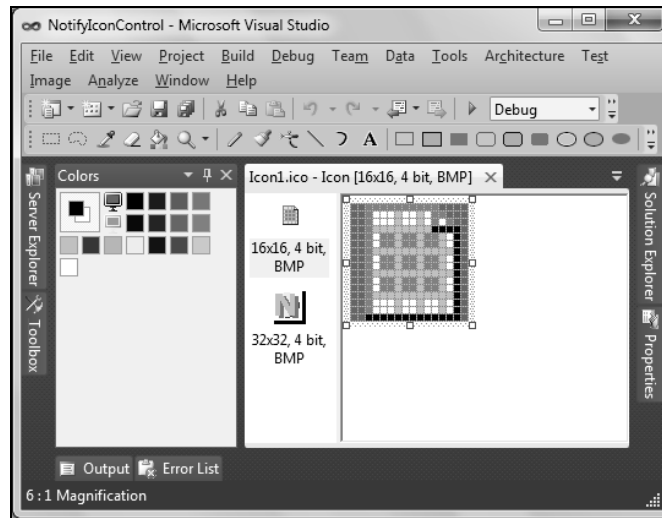 NotifyIconControl - Microsoft Visual Studio
File Edit View Project Build Debug Team Data Tools Architecture Test
Image Analyze Window Help
Debug
A
Server Explorer
Toolbox
Colors
Icon1.ico - Icon [16x16, 4 bit, BMP]
16x16, 4 bit,
BMP
32x32, 4 bit,
BMP
Solution Explorer
Properties
Output Error List
6:1 Magnification